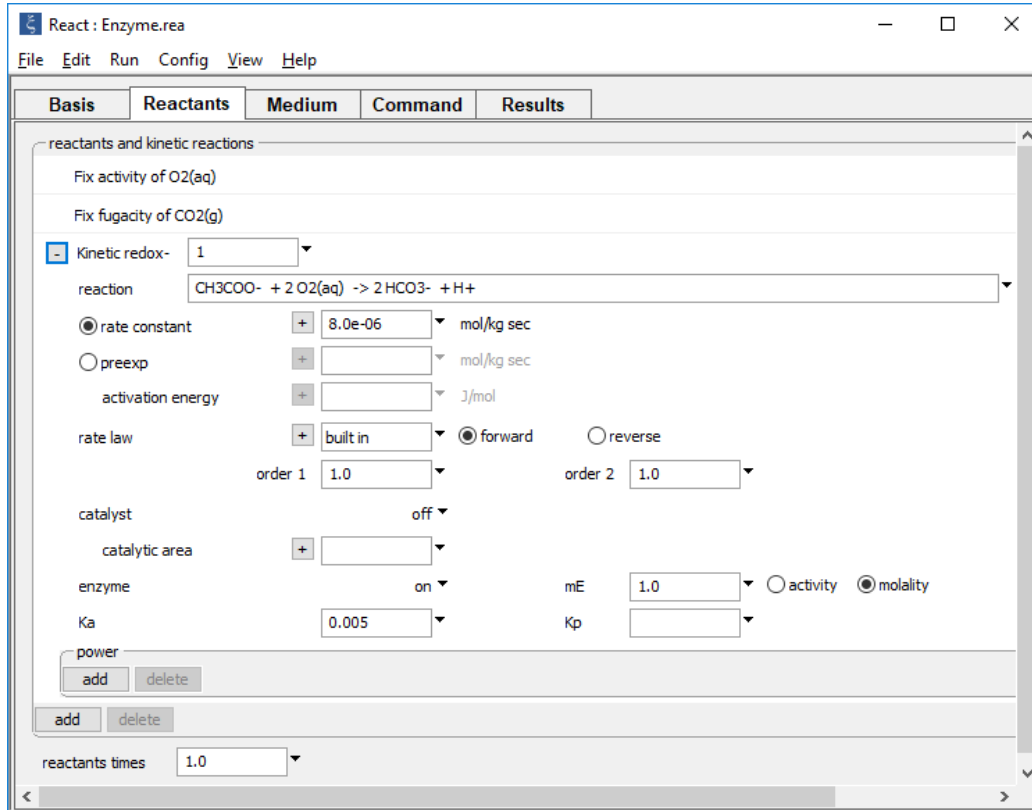 React : Enzyme.rea
File Edit Run Config View Help
Basis Reactants Medium Command Results
reactants and kinetic reactions
Fix activity of O2(aq)
Fix fugacity of CO2(g)
- Kinetic redox- 1
reaction CH3COO- + 2 O2(aq) -> 2 HCO3- + H+
rate constant + 8.0e-06 mol/kg sec
preexp + mol/kg sec
activation energy + J/mol
rate law + built in forward reverse
order 1 1.0 order 2 1.0
catalyst off
catalytic area +
enzyme on mE 1.0 activity molality
Ka 0.005 Kp
power
add delete
add delete
reactants times 1.0